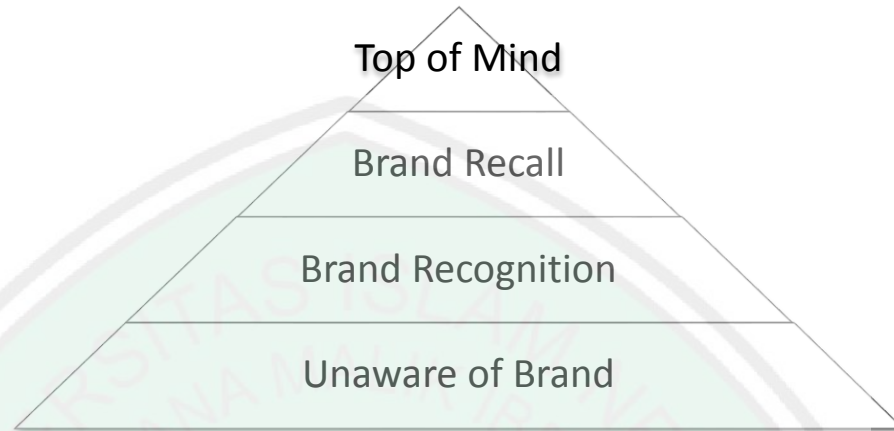 Top of Mind
Brand Recall
Brand Recognition
Unaware of Brand